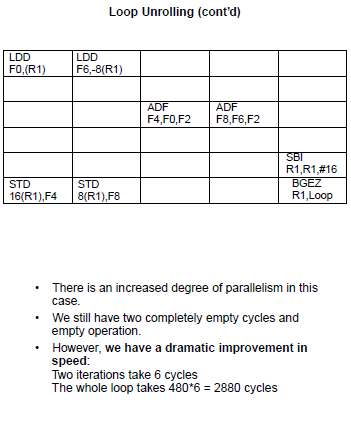 Loop Unrolling (cont'd)
LDD LDD
F0,(R1) F6,-8(R1)
ADF ADF
F4,F0,F2 F8,F6,F2
SBI
R1,R1,#16
STD STD BGEZ
16(R1),F4 8(R1),F8 R1,Loop
• There is an increased degree of parallelism in this
case.
• We still have two completely empty cycles and
empty operation.
• However, we have a dramatic improvement in
speed:
Two iterations take 6 cycles
The whole loop takes 480*6 = 2880 cycles